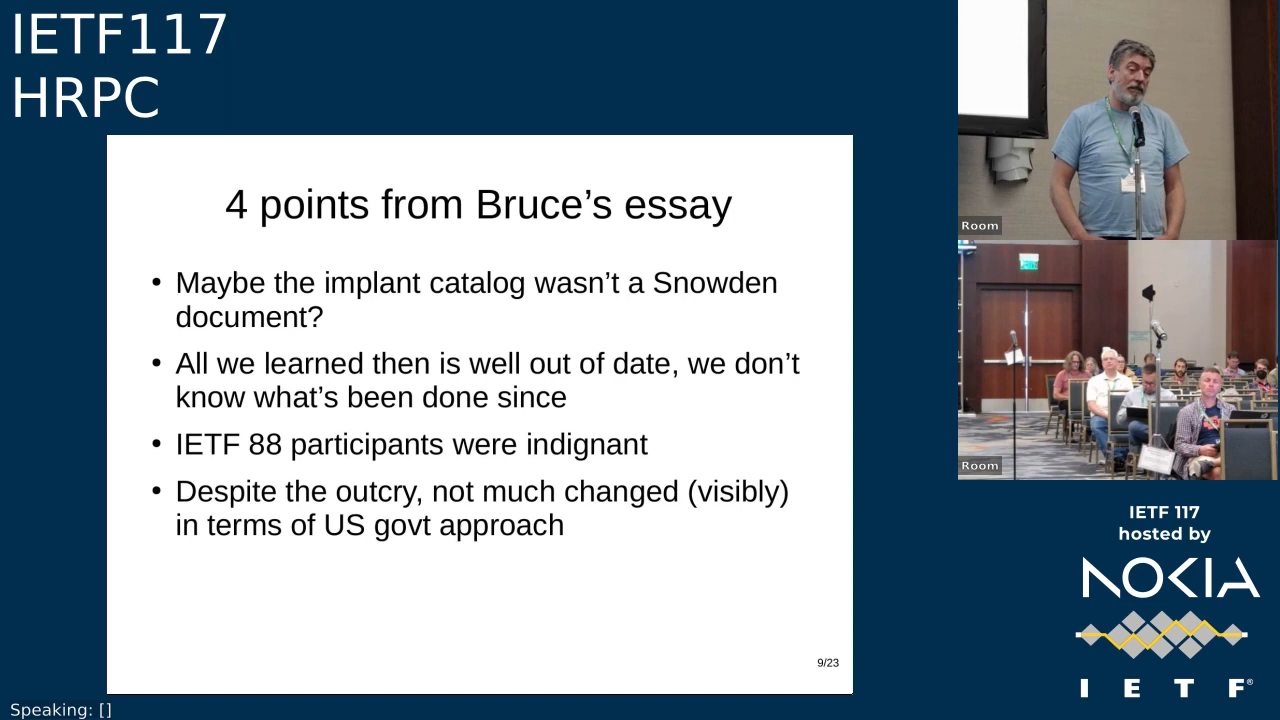 IETF117
HRPC
4 points from Bruce’s essay
• Maybe the implant catalog wasn’t a Snowden
document?
• All we learned then is well out of date, we don’t
know what’s been done since
• IETF 88 participants were indignant
• Despite the outcry, not much changed (visibly)
in terms of US govt approach
9/23
Room
Room
IETF 117
hosted by
NOKIA
I E T F®
Speaking: []